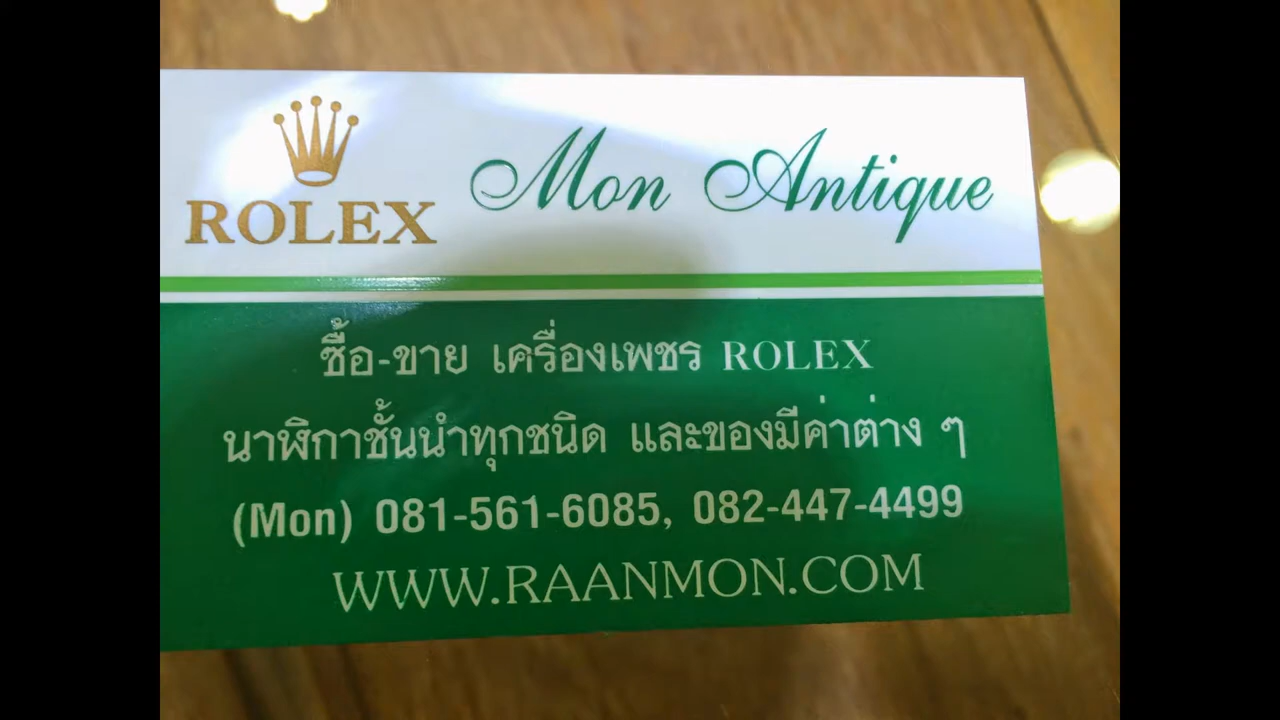 ROLEX Mon Antique
ซื้อ-ขาย เครื่องเพชร ROLEX
นาฬิกาชั้นนำทุกชนิด และของมีค่าต่าง ๆ
(Mon) 081-561-6085, 082-447-4499
WWW.RAANMON.COM